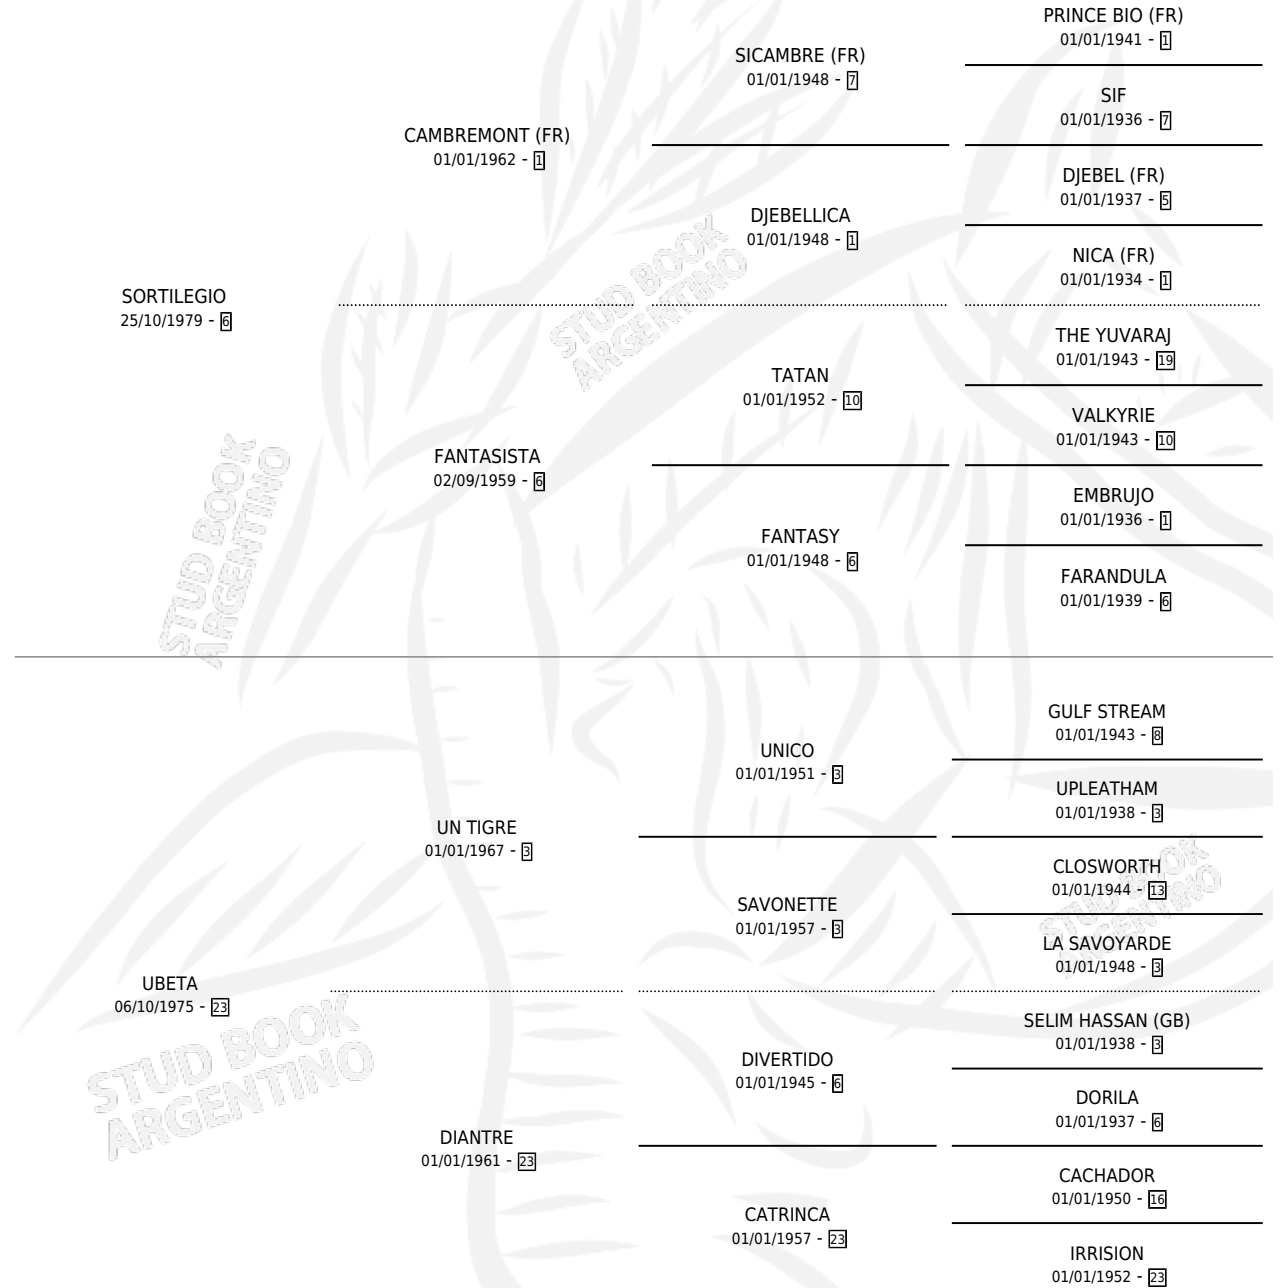 PRINCE BIO (FR)
01/01/1941 - 1
SICAMBRE (FR)
01/01/1948 - 7
SIF
01/01/1936 - 7
CAMBREMONT (FR)
01/01/1962 - 1
DJEBEL (FR)
01/01/1937 - 5
DJEBELLICA
01/01/1948 - 1
NICA (FR)
01/01/1934 - 1
SORTILEGIO
25/10/1979 - 6
THE YUVARAJ
01/01/1943 - 19
TATAN
01/01/1952 - 10
VALKYRIE
01/01/1943 - 10
FANTASISTA
02/09/1959 - 6
EMBRUJO
01/01/1936 - 1
FANTASY
01/01/1948 - 6
FARANDULA
01/01/1939 - 6
GULF STREAM
01/01/1943 - 8
UNICO
01/01/1951 - 3
UPLEATHAM
01/01/1938 - 3
UN TIGRE
01/01/1967 - 3
CLOSWORTH
01/01/1944 - 13
SAVONETTE
01/01/1957 - 3
LA SAVOYARDE
01/01/1948 - 3
UBETA
06/10/1975 - 23
SELIM HASSAN (GB)
01/01/1938 - 3
DIVERTIDO
01/01/1945 - 6
DORILA
01/01/1937 - 6
DIANTRE
01/01/1961 - 23
CACHADOR
01/01/1950 - 16
CATRINCA
01/01/1957 - 23
IRRISION
01/01/1952 - 23
STUD BOOK
ARGENTINO
STUD BOOK
ARGENTINO
STUD BOOK
ARGENTINO
STUD BOOK
ARGENTINO